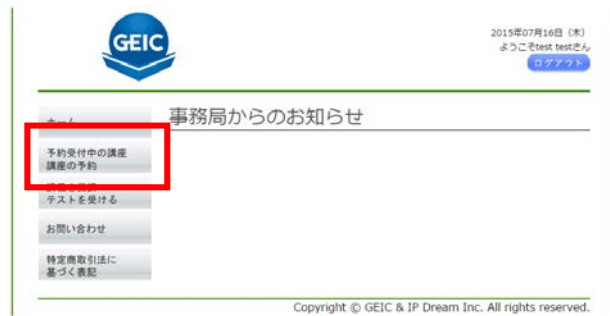 GEIC
2015年07月16日（木）
ようこそtest testさん
ログアウト
事務局からのお知らせ
予約受付中の講座
講座の予約
テストを受ける
お問い合わせ
特定商取引法に
基づく表記
Copyright © GEIC & IP Dream Inc. All rights reserved.